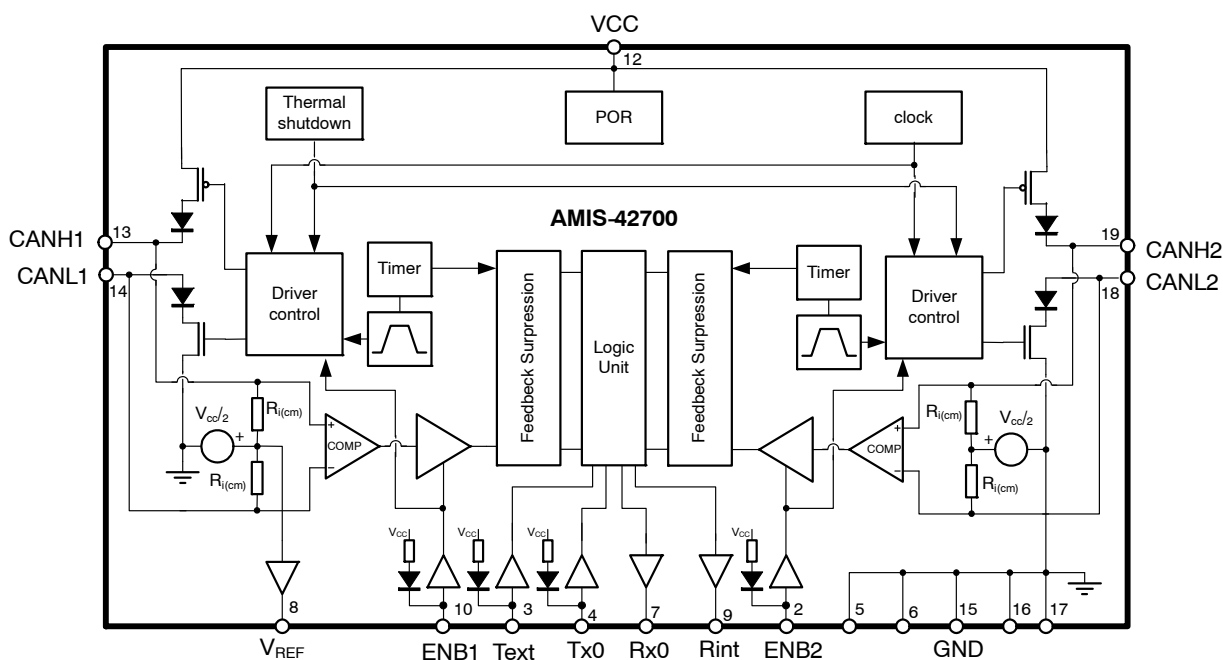 VCC
12
Thermal
shutdown
POR
clock
AMIS-42700
CANH1
13
CANL1
14
19
CANH2
CANL2
18
Driver
control
Timer
Feedbeck Surpression
Logic
Unit
Feedbeck Surpression
Timer
Driver
control
Vcc/2
+
Ri(cm)
Ri(cm)
+
COMP
−
+
COMP
−
Ri(cm)
Ri(cm)
+
Vcc/2
VCC
VCC
VCC
VCC
8
10
3
4
7
9
2
5
6
15
16
17
VREF
ENB1
Text
Tx0
Rx0
Rint
ENB2
GND